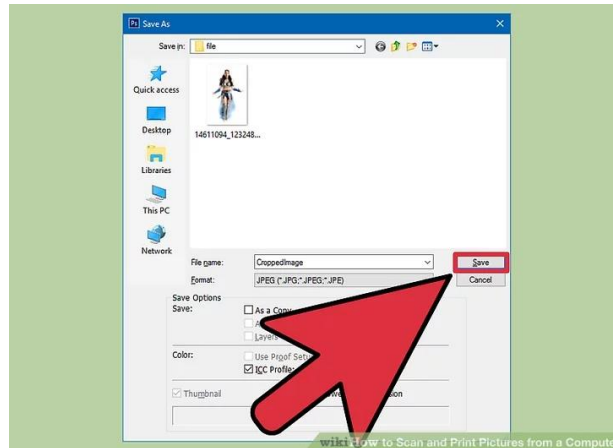 Ps Save As
Save in: file
Quick access
Desktop
14611094_123248...
Libraries
This PC
Network
File name: CroppedImage Save
Format: JPEG (*.JPG;*.JPEG;*.JPE) Cancel
Save Options
Save: As a Copy
Layers
Color: Use Proof Setu
ICC Profile:
Thumbnail
wikiHow to Scan and Print Pictures from a Compute